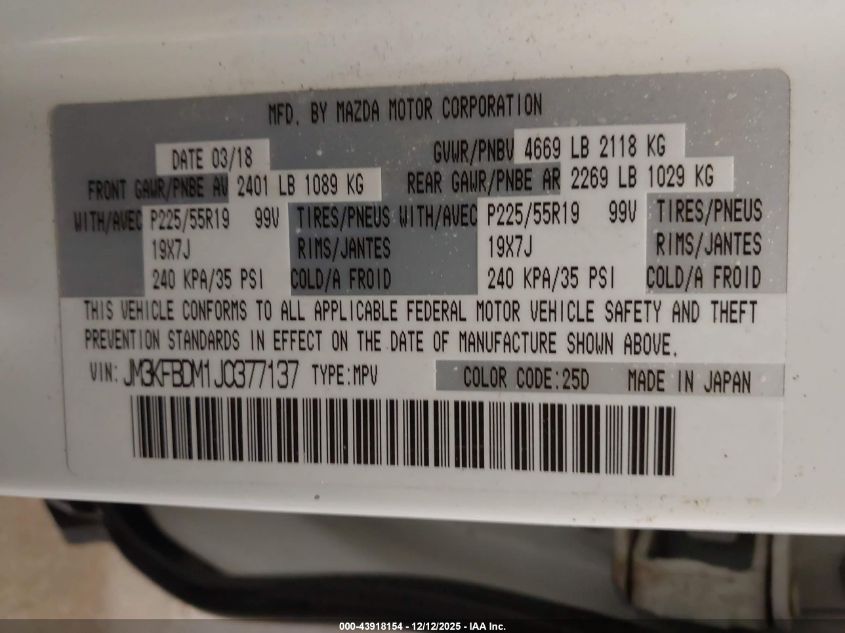 MFD. BY MAZDA MOTOR CORPORATION
DATE 03/18 GVWR/PNBV 4669 LB 2118 KG
FRONT GAWR/PNBE AV 2401 LB 1089 KG REAR GAWR/PNBE AR 2269 LB 1029 KG
WITH/AVEC P225/55R19 99V TIRES/PNEUS WITH/AVEC P225/55R19 99V TIRES/PNEUS
19X7J RIMS/JANTES 19X7J RIMS/JANTES
240 KPA/35 PSI COLD/A FROID 240 KPA/35 PSI COLD/A FROID
THIS VEHICLE CONFORMS TO ALL APPLICABLE FEDERAL MOTOR VEHICLE SAFETY AND THEFT
PREVENTION STANDARDS IN EFFECT ON THE DATE OF MANUFACTURE SHOWN ABOVE.
VIN: JM3KFBDM1J0377137 TYPE:MPV COLOR CODE:25D MADE IN JAPAN
000-43918154 - 12/12/2025 - IAA Inc.